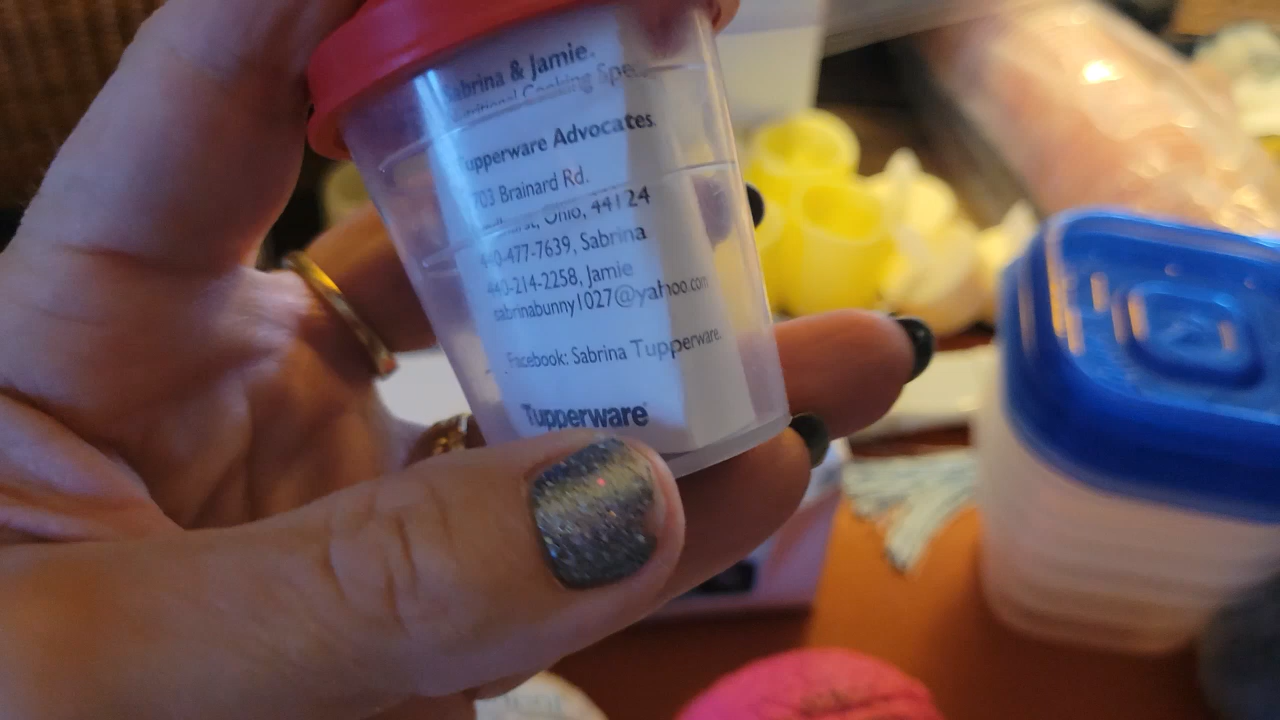 Sabrina & Jamie.
Cooking
Tupperware Advocates.
703 Brainard Rd.
Ohio, 44124
440-477-7639, Sabrina
440-214-2258, Jamie
sabrinabunny1027@yahoo.com
Facebook: Sabrina Tupperware.
Tupperware